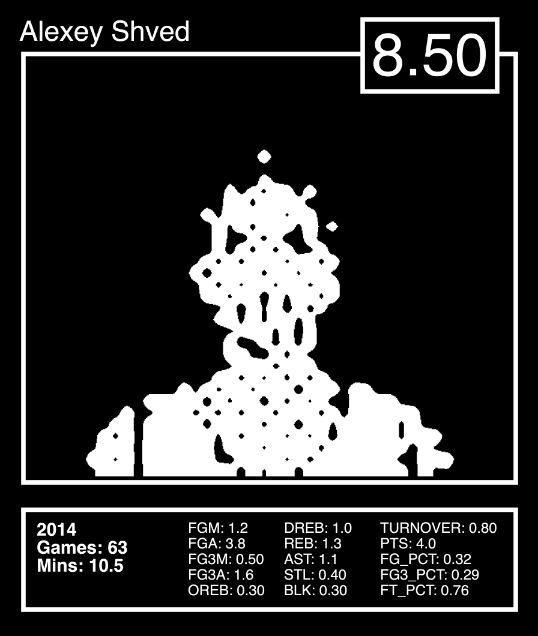 Alexey Shved
8.50
2014
Games: 63
Mins: 10.5
FGM: 1.2
FGA: 3.8
FG3M: 0.50
FG3A: 1.6
OREB: 0.30
DREB: 1.0
REB: 1.3
AST: 1.1
STL: 0.40
BLK: 0.30
TURNOVER: 0.80
PTS: 4.0
FG_PCT: 0.32
FG3_PCT: 0.29
FT_PCT: 0.76